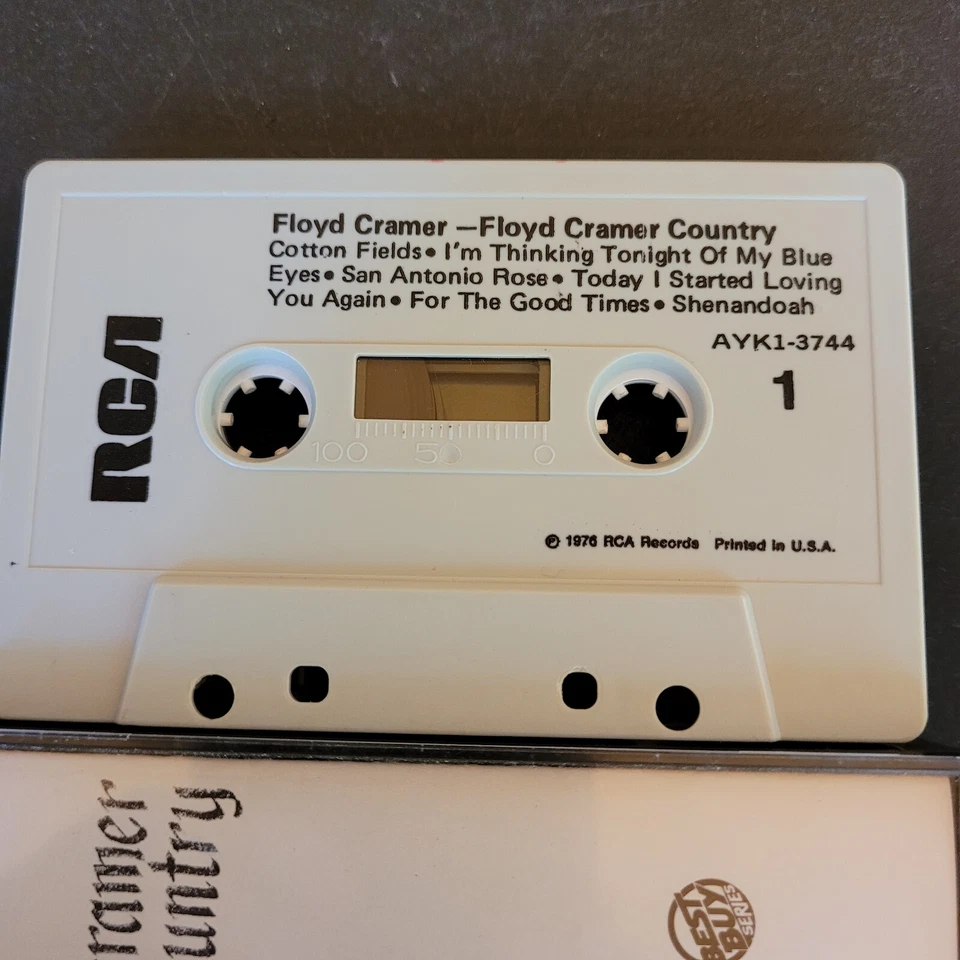 Floyd Cramer —Floyd Cramer Country
Cotton Fields• I'm Thinking Tonight Of My Blue
Eyes• San Antonio Rose• Today I Started Loving
You Again• For The Good Times• Shenandoah
AYK1-3744
1
RCA
100 50 0
℗ 1976 RCA Records Printed in U.S.A.
ramer
untry
BEST
BUY
SERIES